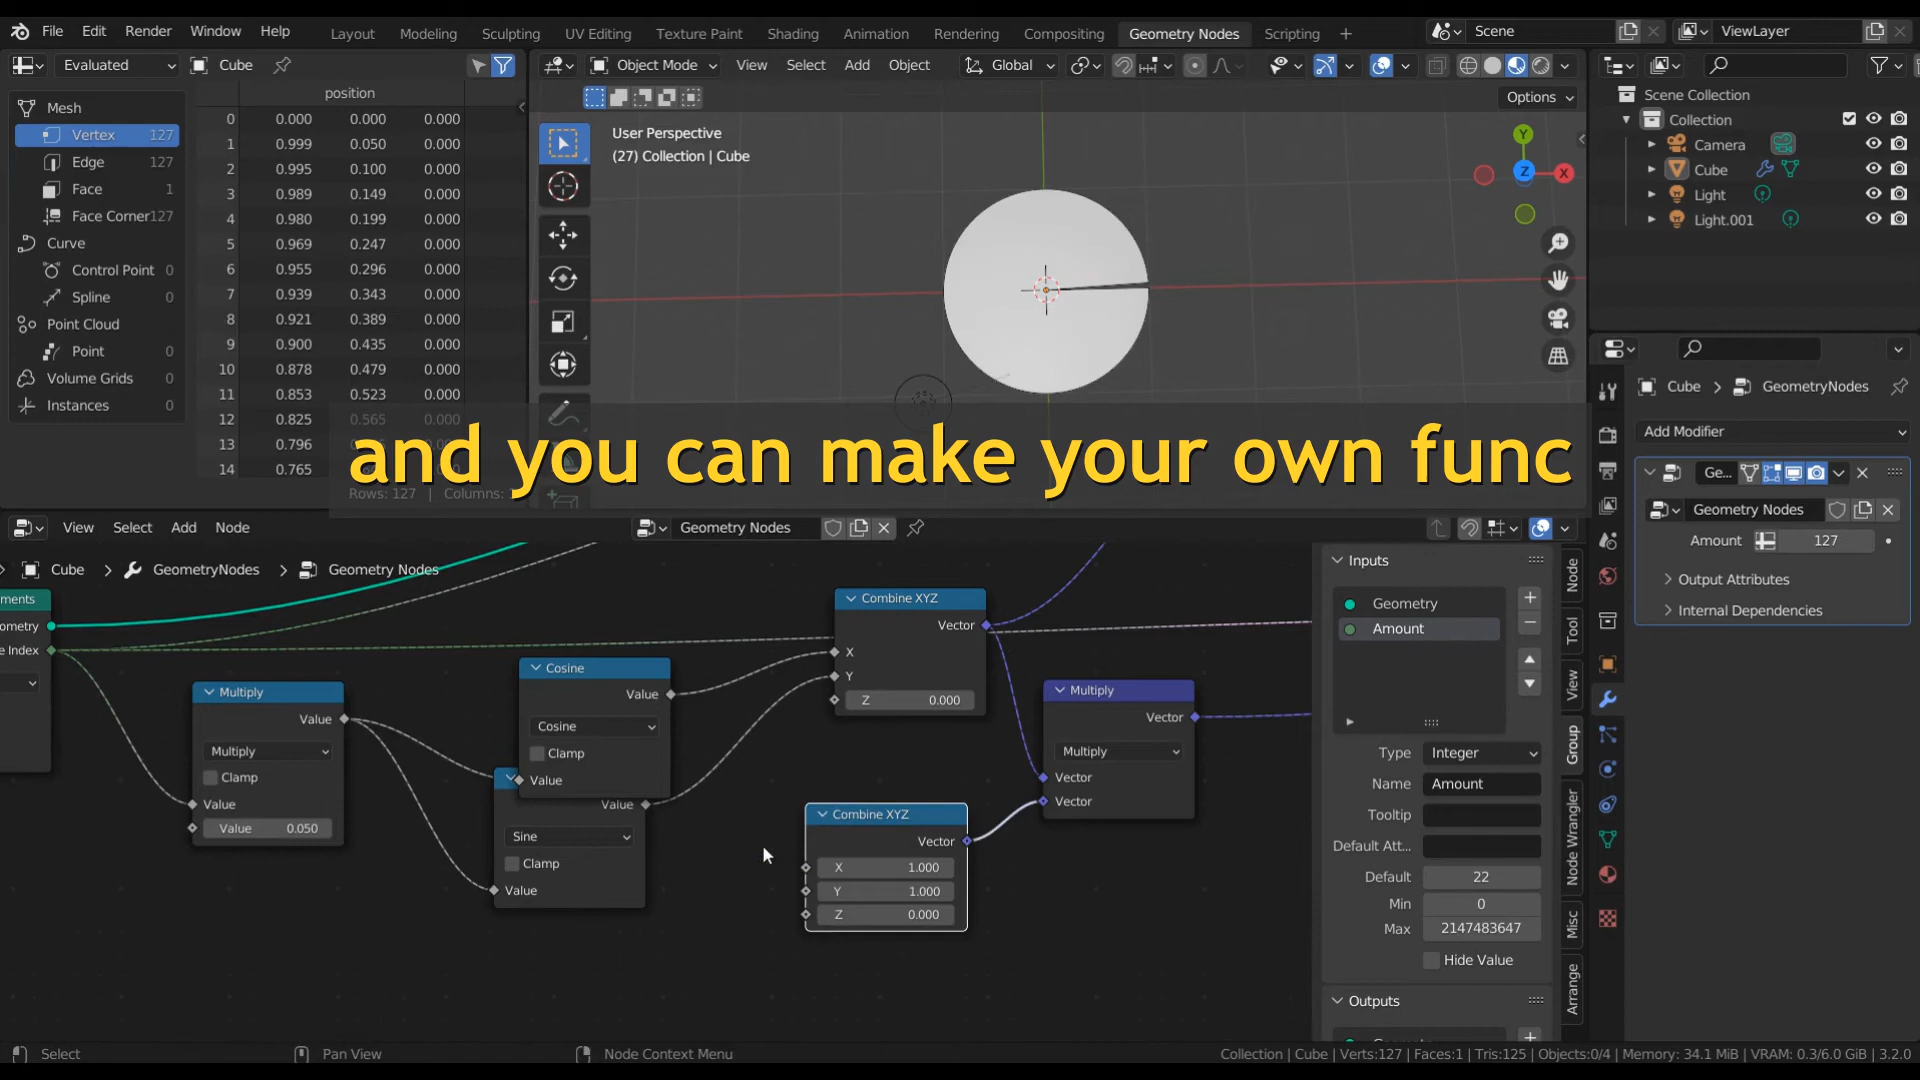 File Edit Render Window Help Layout Modeling Sculpting UV Editing Texture Paint Shading Animation Rendering Compositing Geometry Nodes Scripting + Scene ViewLayer
Evaluated Cube
Object Mode View Select Add Object Global
Options
Mesh
Vertex 127
Edge 127
Face 1
Face Corner 127
Curve
Control Point 0
Spline 0
Point Cloud
Point 0
Volume Grids 0
Instances 0
position
0 0.000 0.000 0.000
1 0.999 0.050 0.000
2 0.995 0.100 0.000
3 0.989 0.149 0.000
4 0.980 0.199 0.000
5 0.969 0.247 0.000
6 0.955 0.296 0.000
7 0.939 0.343 0.000
8 0.921 0.389 0.000
9 0.900 0.435 0.000
10 0.878 0.479 0.000
11 0.853 0.523 0.000
12 0.825 0.565 0.000
13 0.796
14 0.765
Rows: 127 | Columns:
User Perspective
(27) Collection | Cube
Y
Z
X
and you can make your own func
Scene Collection
Collection
Camera
Cube
Light
Light.001
Cube > GeometryNodes
Add Modifier
Ge...
Geometry Nodes
Amount 127
Output Attributes
Internal Dependencies
View Select Add Node Geometry Nodes
Cube > GeometryNodes > Geometry Nodes
ments
ometry
e Index
Multiply
Value
Multiply
Clamp
Value
Value 0.050
Cosine
Value
Cosine
Clamp
Value
Value
Sine
Clamp
Value
Combine XYZ
Vector
X
Y
Z 0.000
Combine XYZ
Vector
X 1.000
Y 1.000
Z 0.000
Multiply
Vector
Multiply
Vector
Vector
Inputs
Geometry
Amount
Type Integer
Name Amount
Tooltip
Default Att...
Default 22
Min 0
Max 2147483647
Hide Value
Outputs
Node
Tool
View
Group
Node Wrangler
Misc
Arrange
Select Pan View Node Context Menu
Collection | Cube | Verts:127 | Faces:1 | Tris:125 | Objects:0/4 | Memory: 34.1 MiB | VRAM: 0.3/6.0 GiB | 3.2.0